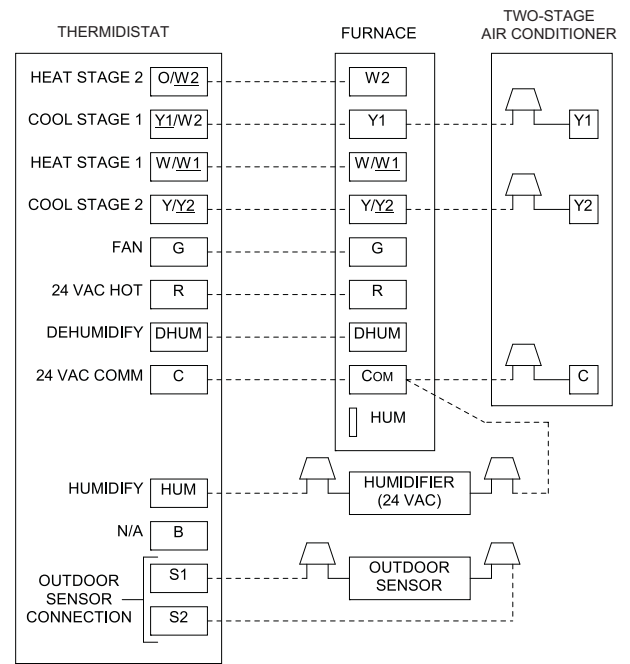 THERMIDISTAT
FURNACE
TWO-STAGE
AIR CONDITIONER
HEAT STAGE 2 O/W2 W2
COOL STAGE 1 Y1/W2 Y1 Y1
HEAT STAGE 1 W/W1 W/W1
COOL STAGE 2 Y/Y2 Y/Y2 Y2
FAN G G
24 VAC HOT R R
DEHUMIDIFY DHUM DHUM
24 VAC COMM C COM C
HUM
HUMIDIFY HUM
HUMIDIFIER
(24 VAC)
N/A B
OUTDOOR
SENSOR
CONNECTION
S1
S2
OUTDOOR
SENSOR